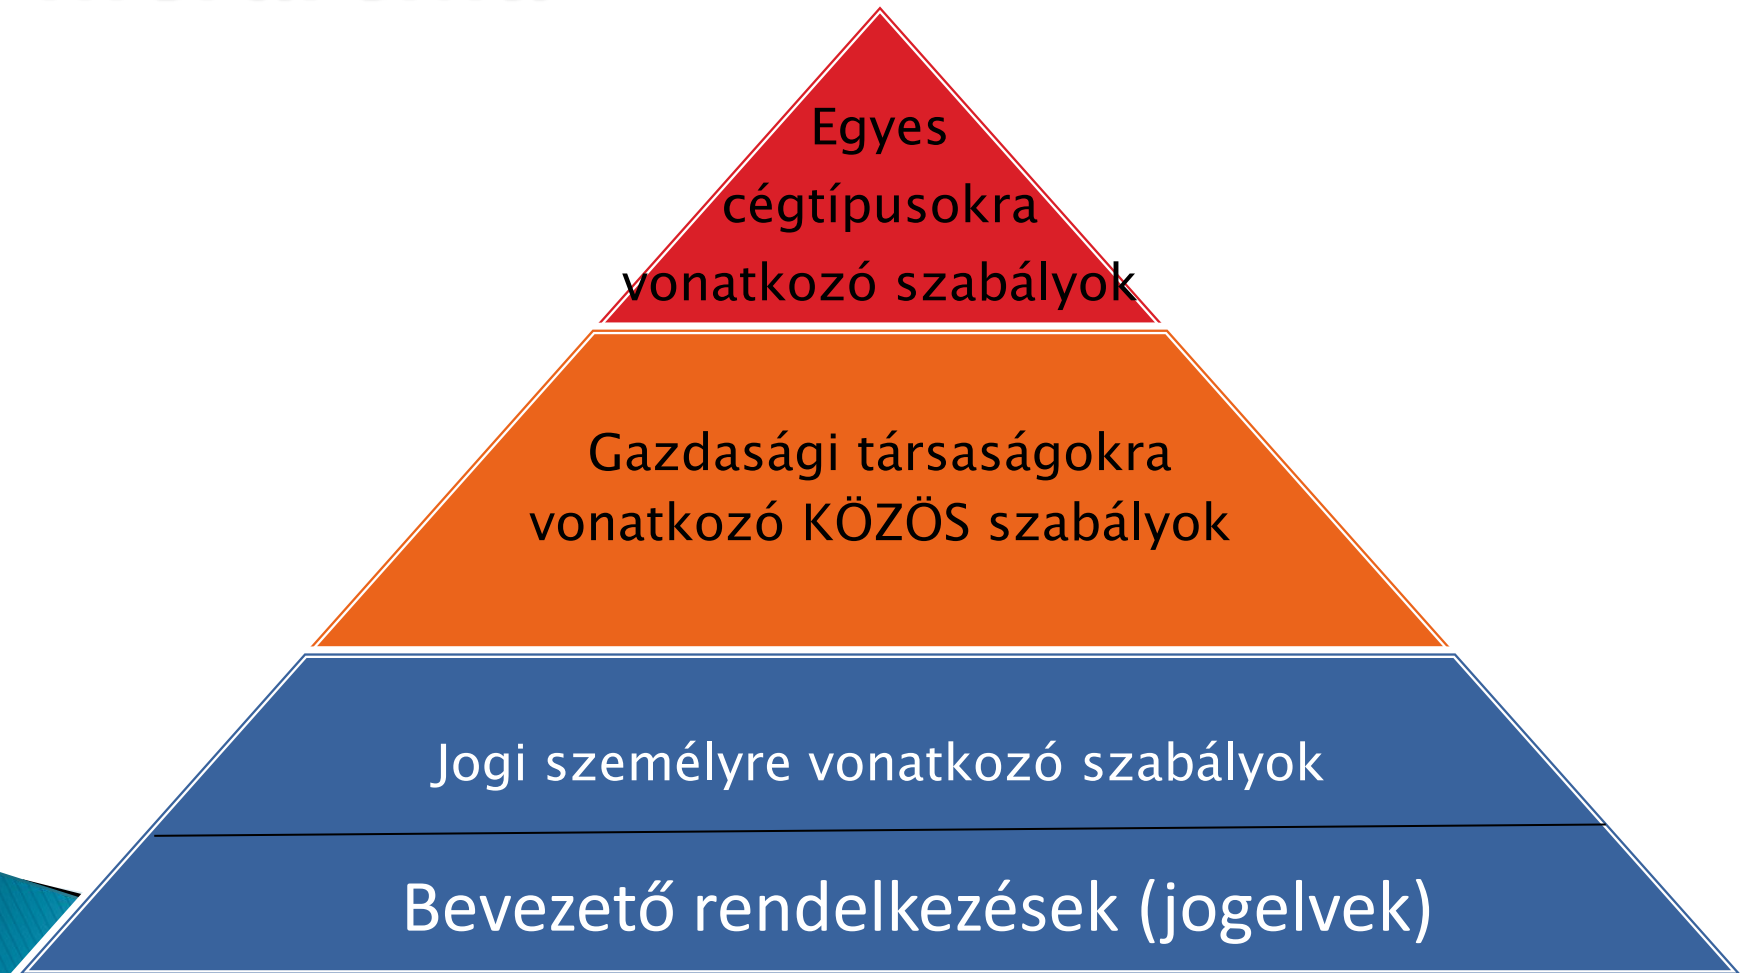 Egyes
cégtípusokra
vonatkozó szabályok
Gazdasági társaságokra
vonatkozó KÖZÖS szabályok
Jogi személyre vonatkozó szabályok
Bevezető rendelkezések (jogelvek)